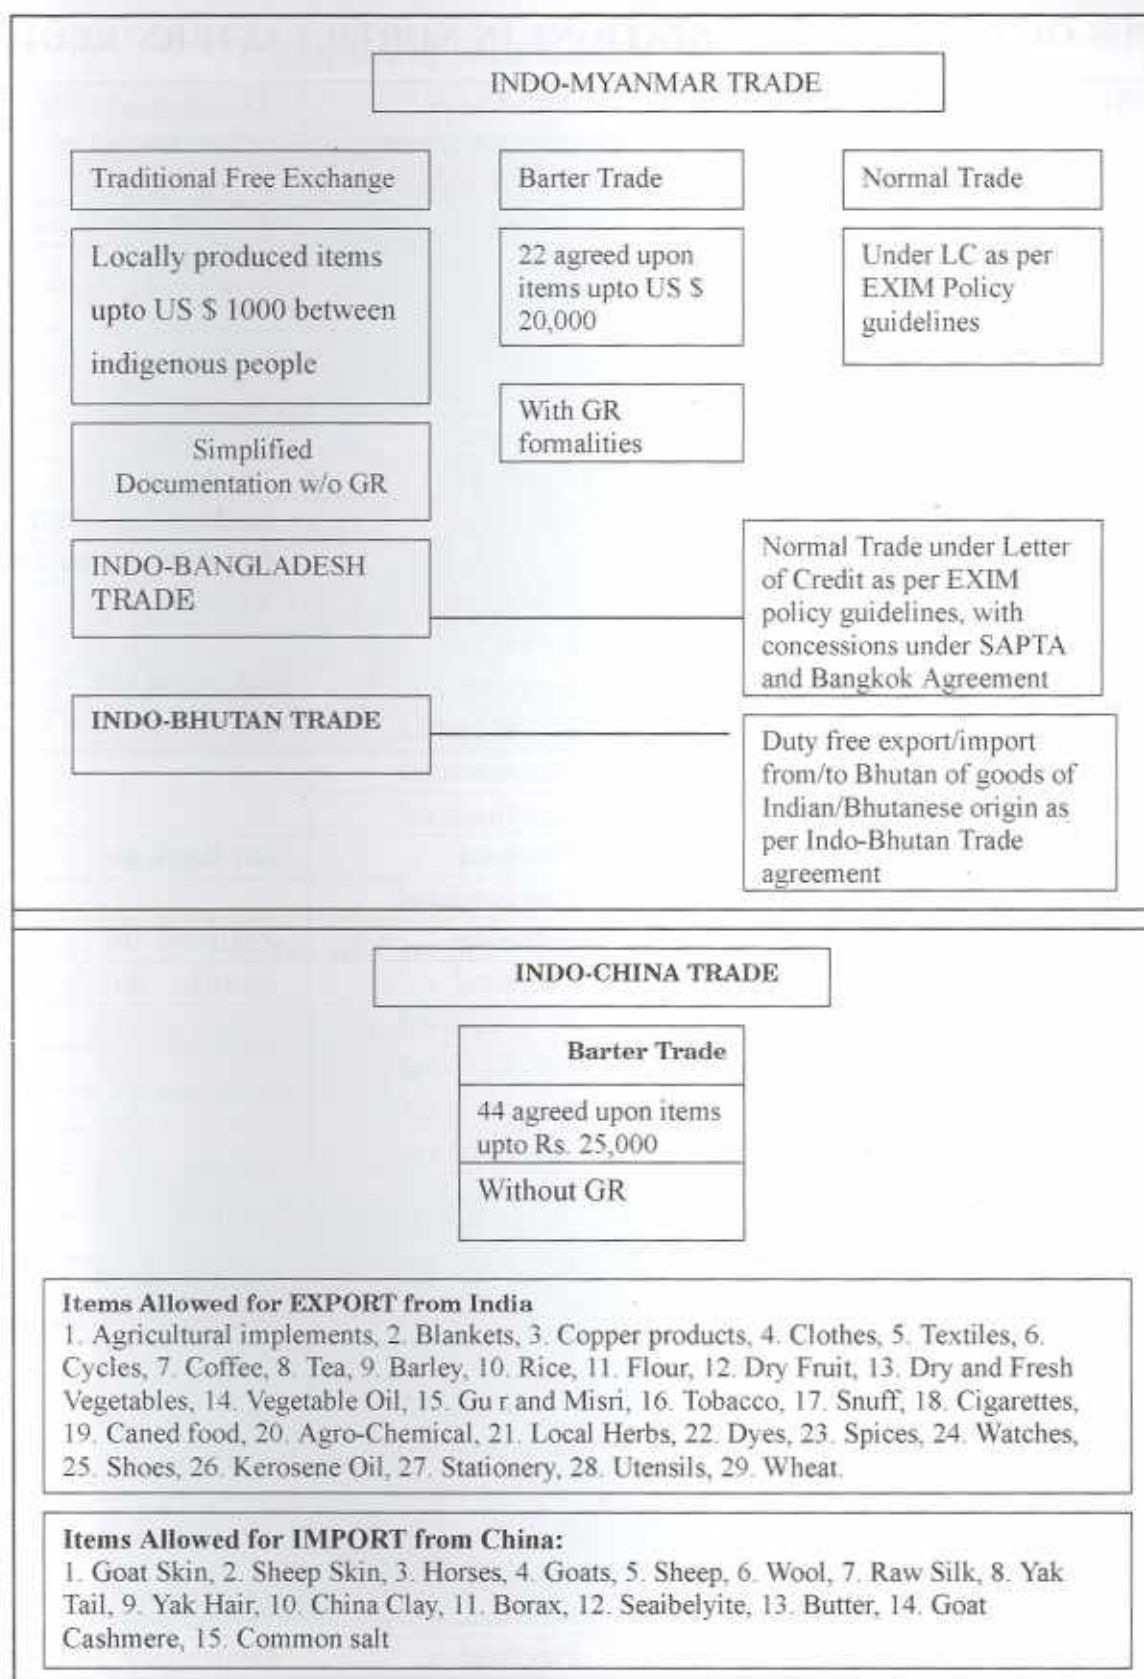 INDO-MYANMAR TRADE
Traditional Free Exchange
Locally produced items
upto US $ 1000 between
indigenous people
Simplified
Documentation w/o GR
Barter Trade
22 agreed upon
items upto US $
20,000
With GR
formalities
Normal Trade
Under LC as per
EXIM Policy
guidelines
INDO-BANGLADESH
TRADE
Normal Trade under Letter
of Credit as per EXIM
policy guidelines, with
concessions under SAPTA
and Bangkok Agreement
INDO-BHUTAN TRADE
Duty free export/import
from/to Bhutan of goods of
Indian/Bhutanese origin as
per Indo-Bhutan Trade
agreement
INDO-CHINA TRADE
Barter Trade
44 agreed upon items
upto Rs. 25,000
Without GR
Items Allowed for EXPORT from India
1. Agricultural implements, 2. Blankets, 3. Copper products, 4. Clothes, 5. Textiles, 6.
Cycles, 7. Coffee, 8. Tea, 9. Barley, 10. Rice, 11. Flour, 12. Dry Fruit, 13. Dry and Fresh
Vegetables, 14. Vegetable Oil, 15. Gu r and Misri, 16. Tobacco, 17. Snuff, 18. Cigarettes,
19. Caned food, 20. Agro-Chemical, 21. Local Herbs, 22. Dyes, 23. Spices, 24. Watches,
25. Shoes, 26. Kerosene Oil, 27. Stationery, 28. Utensils, 29. Wheat.
Items Allowed for IMPORT from China:
1. Goat Skin, 2. Sheep Skin, 3. Horses, 4. Goats, 5. Sheep, 6. Wool, 7. Raw Silk, 8. Yak
Tail, 9. Yak Hair, 10. China Clay, 11. Borax, 12. Seaibelyite, 13. Butter, 14. Goat
Cashmere, 15. Common salt